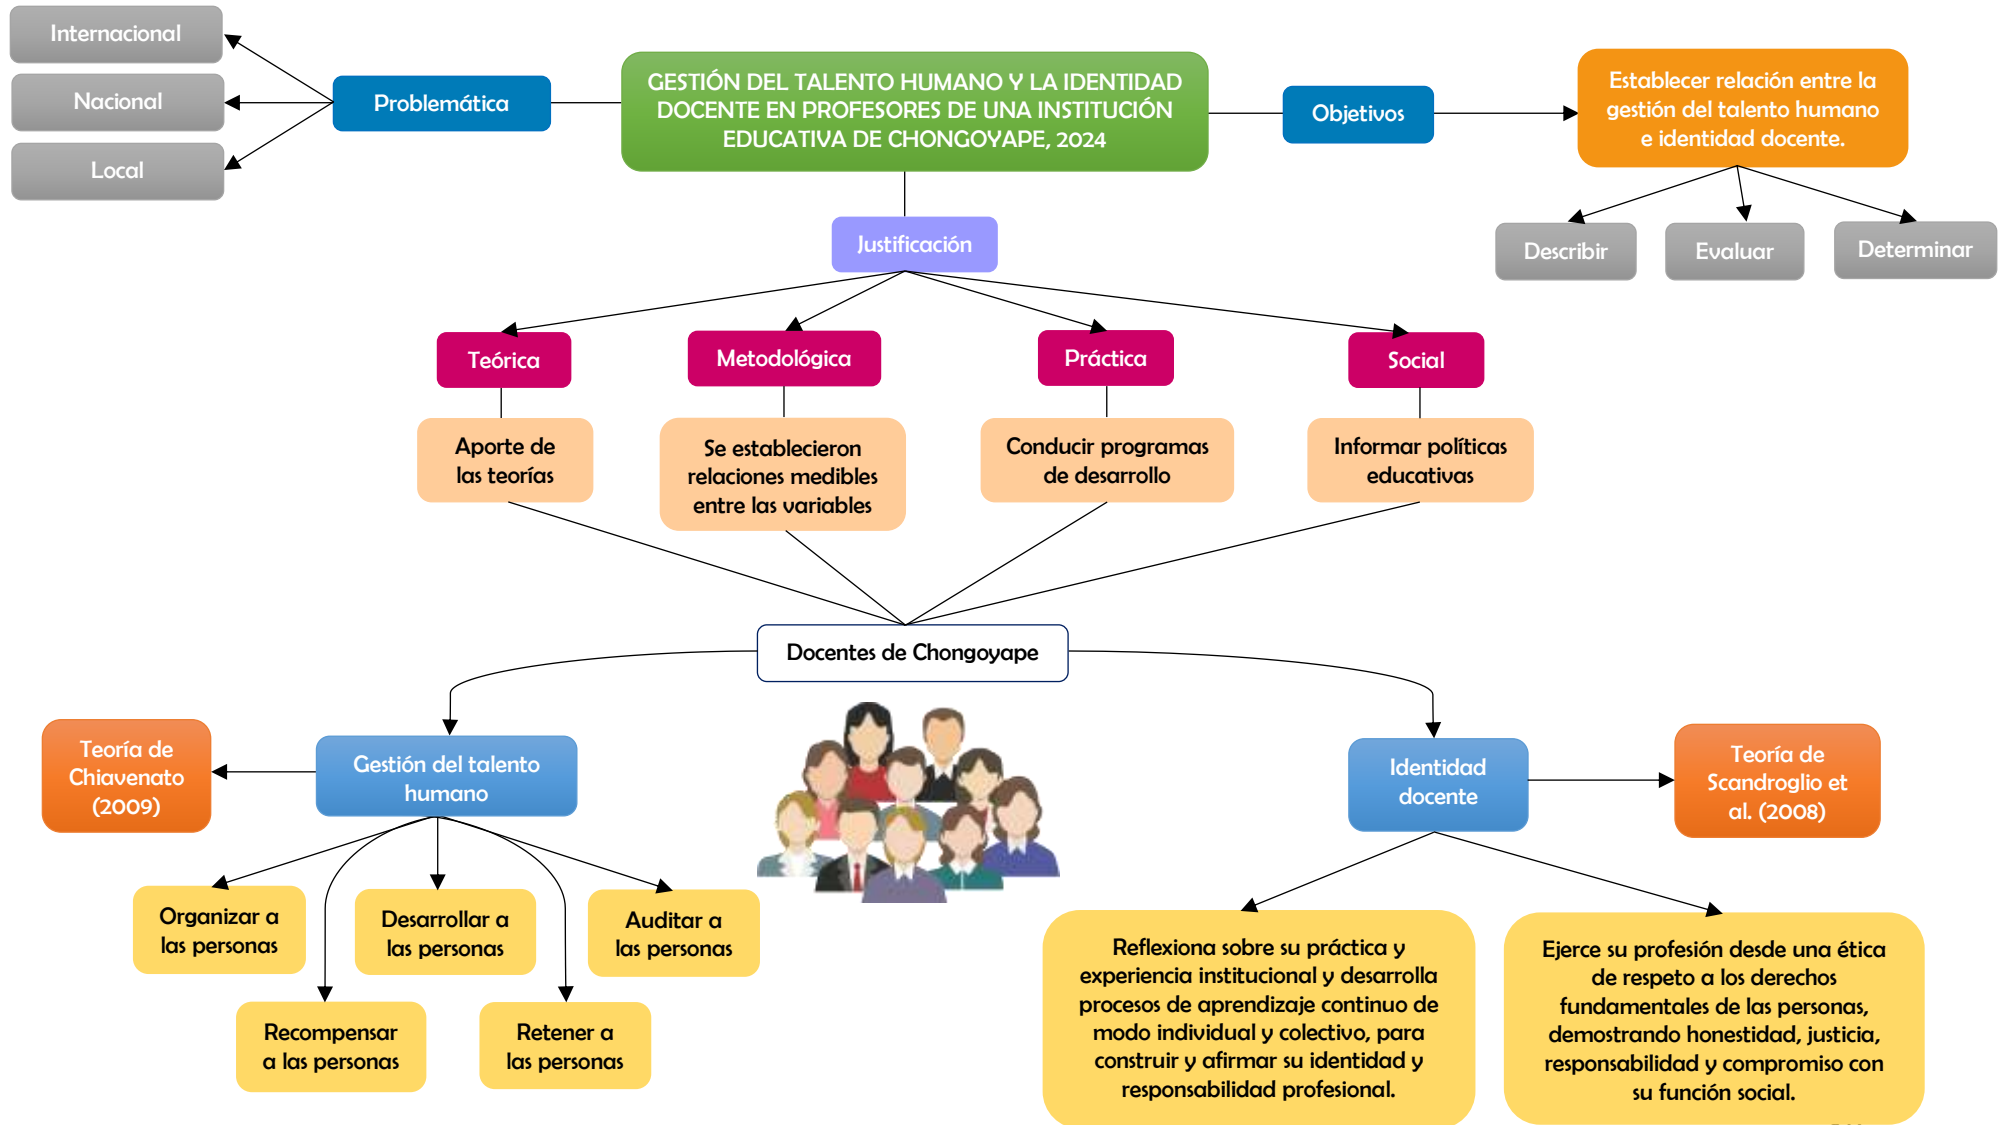 Internacional
Nacional
Local
Problemática
GESTIÓN DEL TALENTO HUMANO Y LA IDENTIDAD
DOCENTE EN PROFESORES DE UNA INSTITUCIÓN
EDUCATIVA DE CHONGOYAPE, 2024
Objetivos
Establecer relación entre la
gestión del talento humano
e identidad docente.
Describir
Evaluar
Determinar
Justificación
Teórica
Metodológica
Práctica
Social
Aporte de
las teorías
Se establecieron
relaciones medibles
entre las variables
Conducir programas
de desarrollo
Informar políticas
educativas
Docentes de Chongoyape
Teoría de
Chiavenato
(2009)
Gestión del talento
humano
Identidad
docente
Teoría de
Scandroglio et
al. (2008)
Organizar a
las personas
Desarrollar a
las personas
Auditar a
las personas
Recompensar
a las personas
Retener a
las personas
Reflexiona sobre su práctica y
experiencia institucional y desarrolla
procesos de aprendizaje continuo de
modo individual y colectivo, para
construir y afirmar su identidad y
responsabilidad profesional.
Ejerce su profesión desde una ética
de respeto a los derechos
fundamentales de las personas,
demostrando honestidad, justicia,
responsabilidad y compromiso con
su función social.